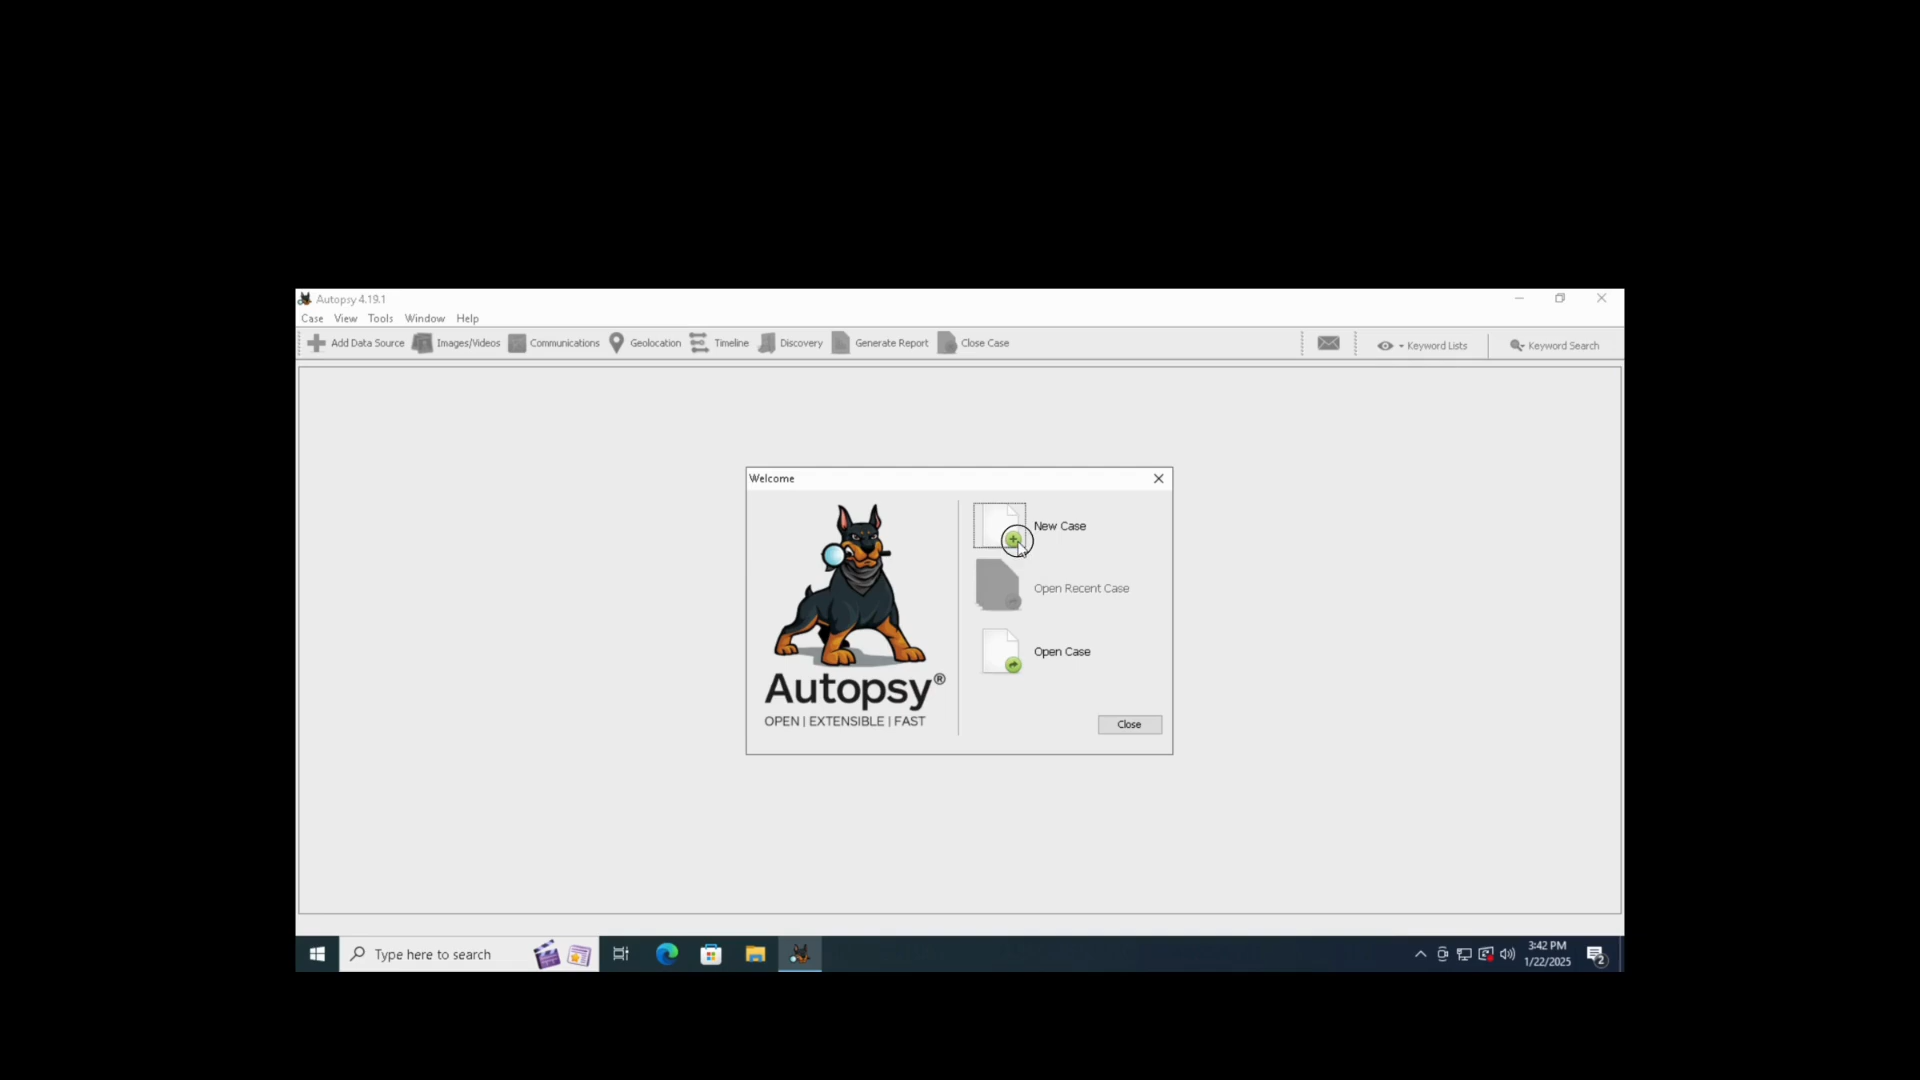 Autopsy 4.19.1
Case View Tools Window Help
Add Data Source Images/Videos Communications Geolocation Timeline Discovery Generate Report Close Case Keyword Lists Keyword Search
Welcome
New Case
Open Recent Case
Open Case
Autopsy®
OPEN | EXTENSIBLE | FAST
Close
Type here to search
3:42 PM
1/22/2025
2